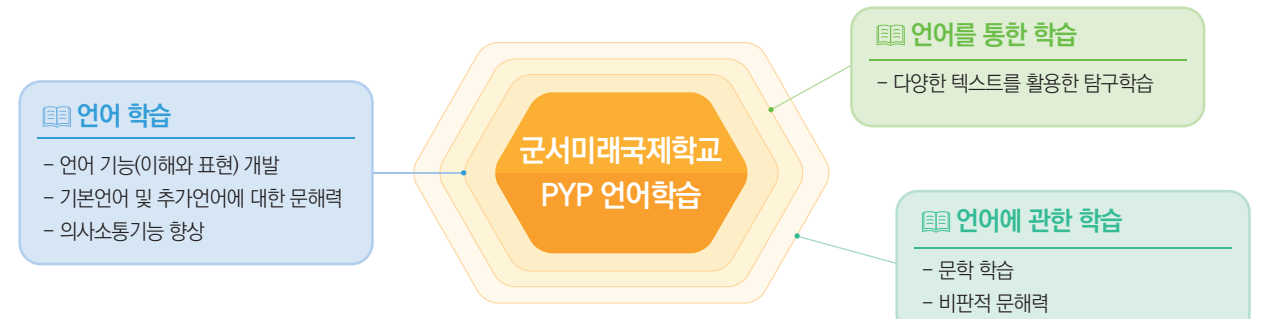 언어 학습
- 언어 기능(이해와 표현) 개발
- 기본언어 및 추가언어에 대한 문해력
- 의사소통기능 향상
군서미래국제학교
PYP 언어학습
언어를 통한 학습
- 다양한 텍스트를 활용한 탐구학습
언어에 관한 학습
- 문학 학습
- 비판적 문해력